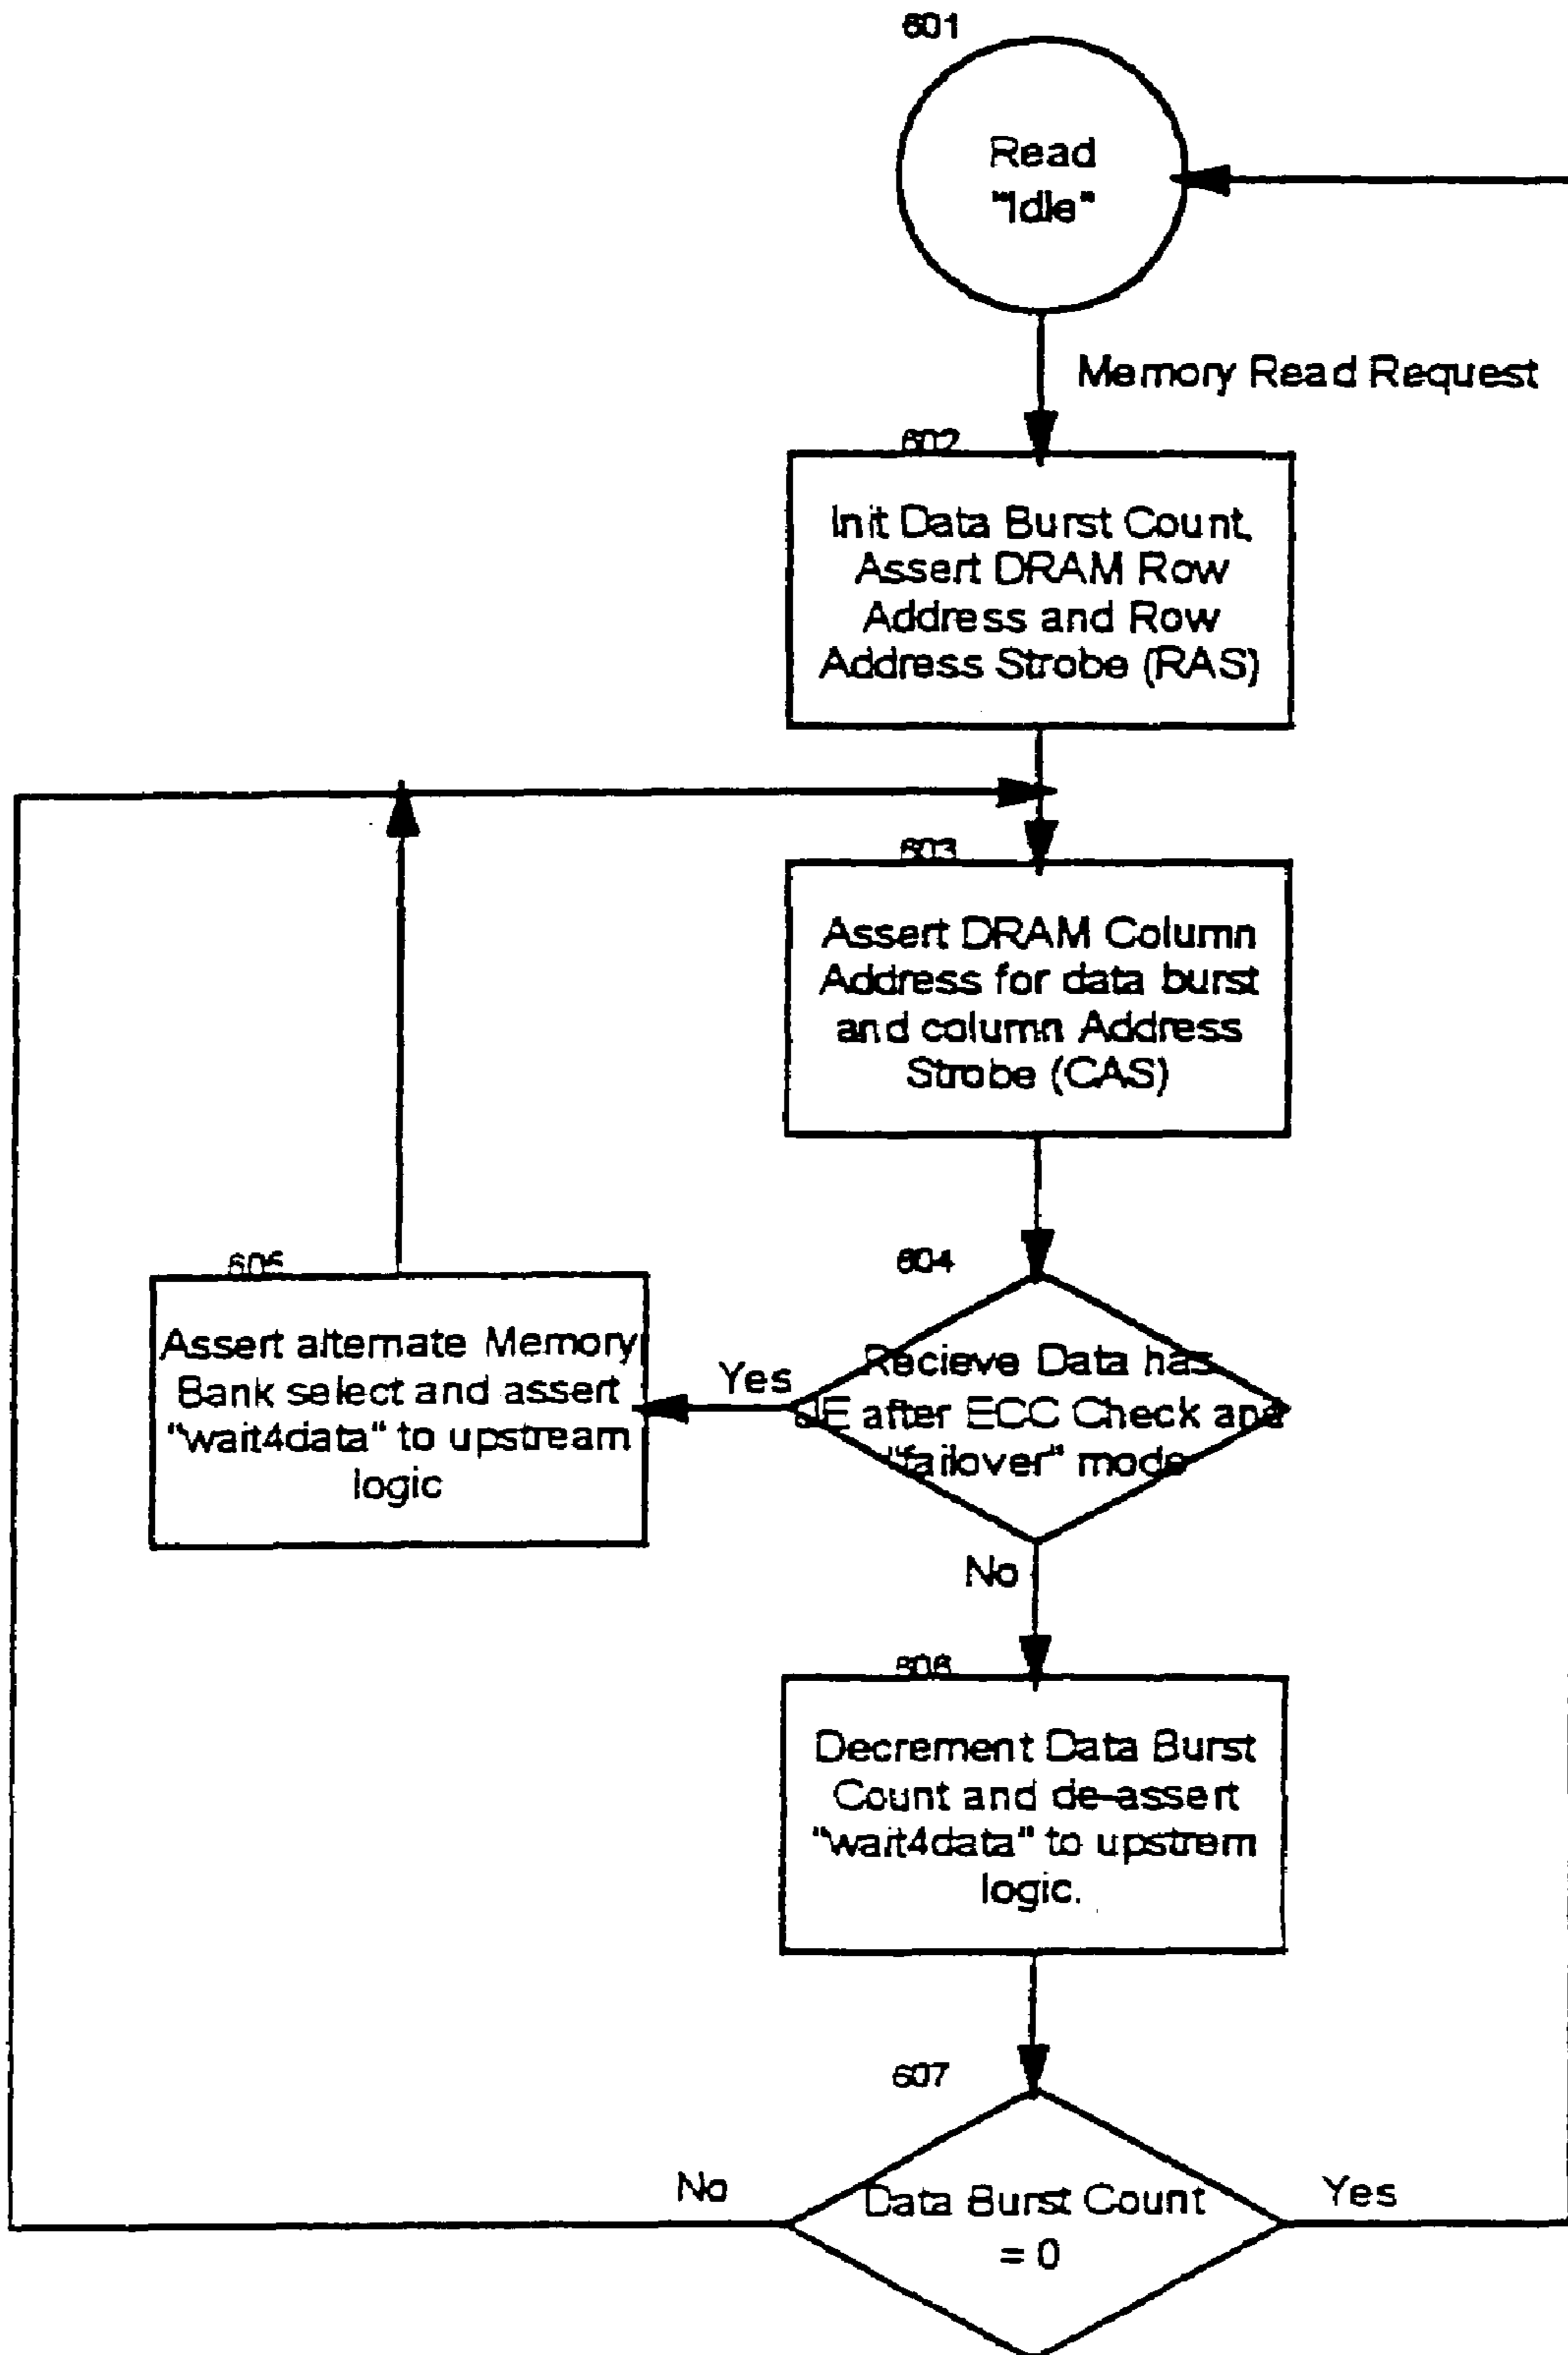 601
Read
"Idle"
Memory Read Request
602
Init Data Burst Count,
Assert DRAM Row
Address and Row
Address Strobe (RAS)
603
Assert DRAM Column
Address for data burst
and column Address
Strobe (CAS)
604
Recieve Data has
after ECC Check and
"failover" mode
Yes
605
Assert alternate Memory
Bank select and assert
"wait4data" to upstream
logic
No
606
Decrement Data Burst
Count and de-assert
"wait4data" to upstrem
logic.
607
Data Burst Count
= 0
No
Yes